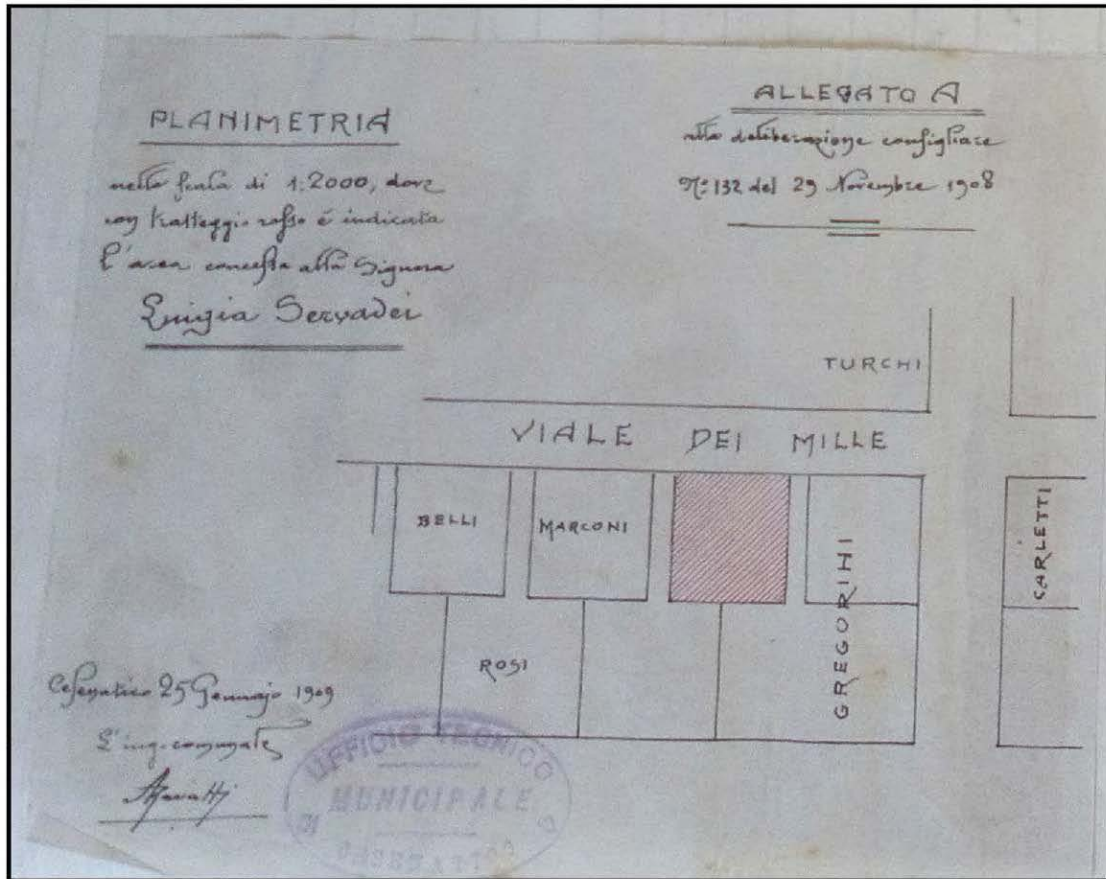 PLANIMETRIA
nella scala di 1:2000, dove
con tratteggio rosso è indicata
l'area concessa alla Signora
Luigia Servadei
ALLEGATO A
alla deliberazione consigliare
N.º 132 del 29 Novembre 1908
TURCHI
VIALE DEI MILLE
BELLI
MARCONI
GREGORINI
CARLETTI
ROSI
Cesenatico 25 Gennajo 1909
L'ing. comunale
UFFICIO TECNICO
MUNICIPALE
DI